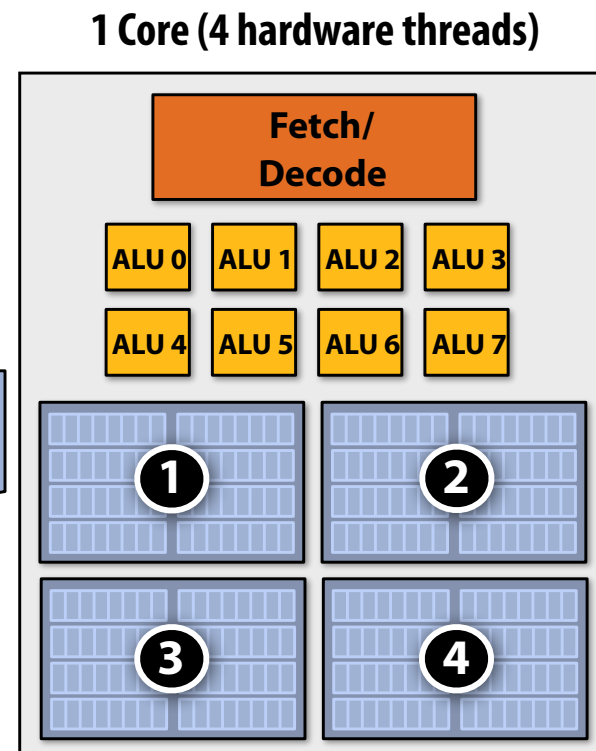 1 Core (4 hardware threads)
Fetch/
Decode
ALU 0 ALU 1 ALU 2 ALU 3
ALU 4 ALU 5 ALU 6 ALU 7
1 2
3 4